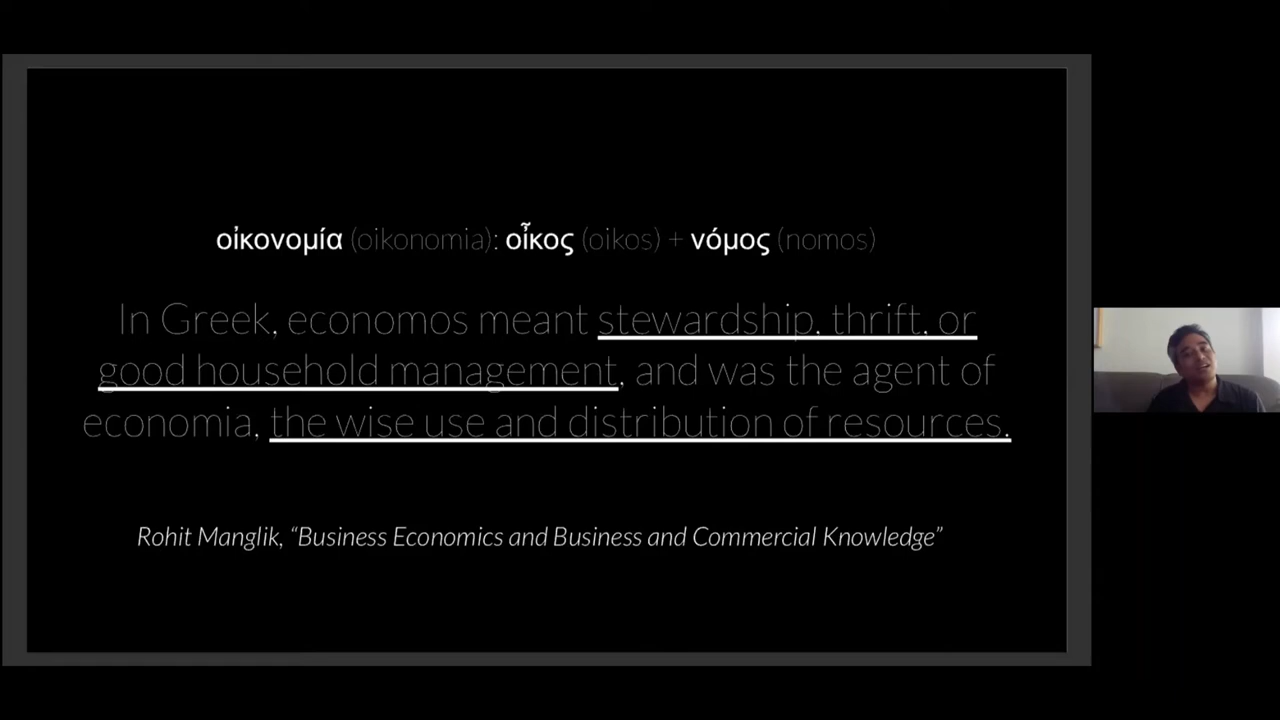 οἰκονομία (oikonomia): οἶκος (oikos) + νόμος (nomos)
In Greek, economos meant stewardship, thrift, or
good household management, and was the agent of
economia, the wise use and distribution of resources.
Rohit Manglik, “Business Economics and Business and Commercial Knowledge”